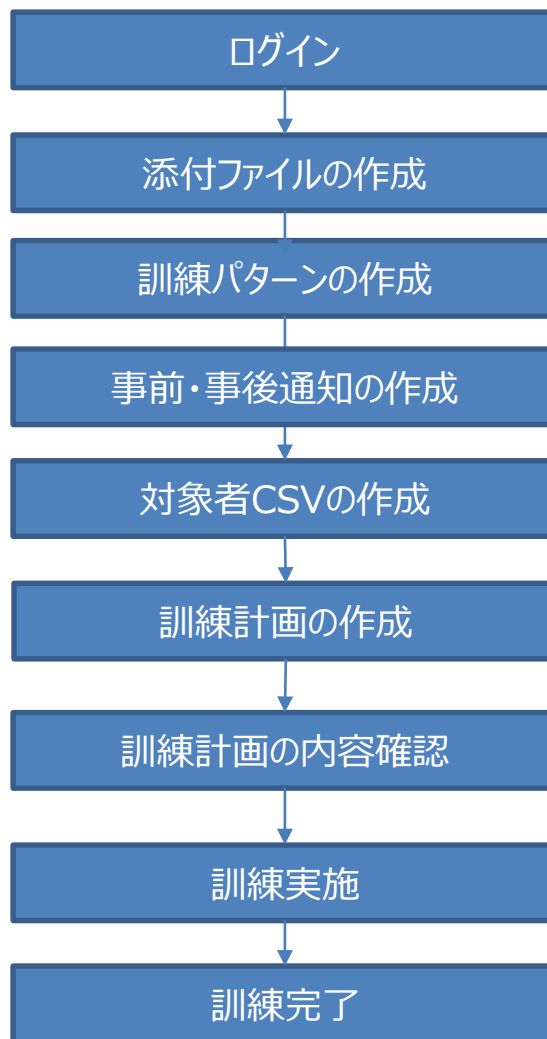 ログイン
添付ファイルの作成
訓練パターンの作成
事前・事後通知の作成
対象者CSVの作成
訓練計画の作成
訓練計画の内容確認
訓練実施
訓練完了